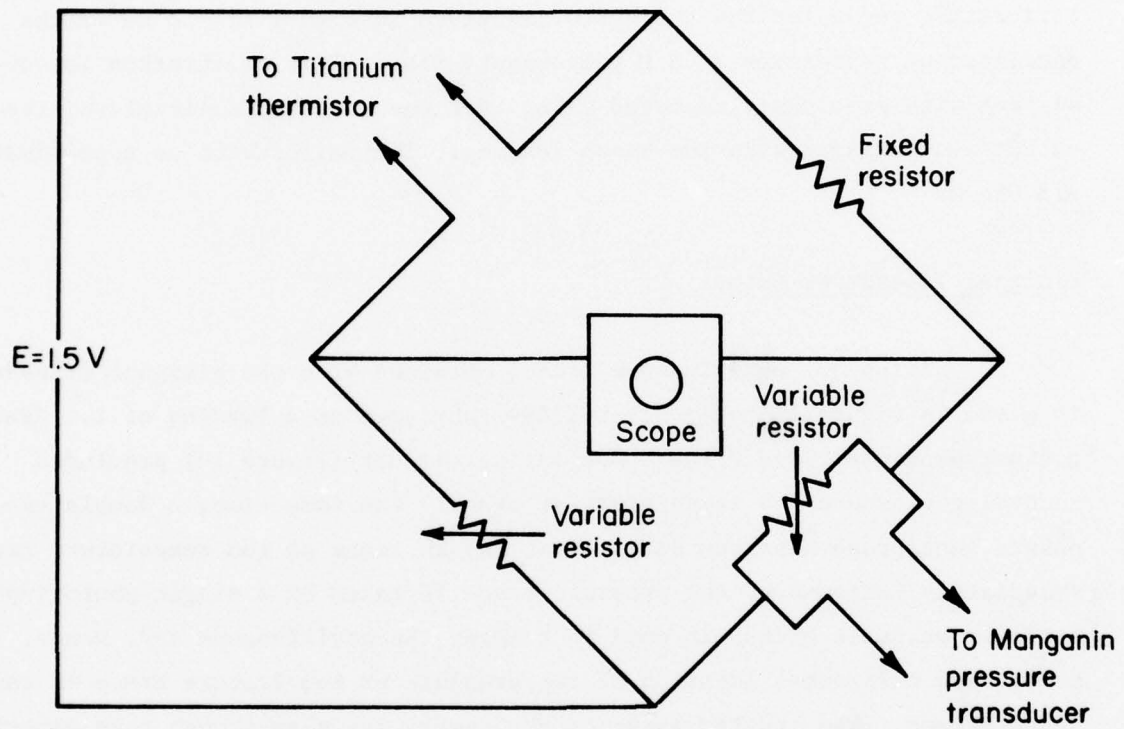 To Titanium
thermistor
Fixed
resistor
E=1.5 V
Scope
Variable
resistor
Variable
resistor
To Manganin
pressure
transducer